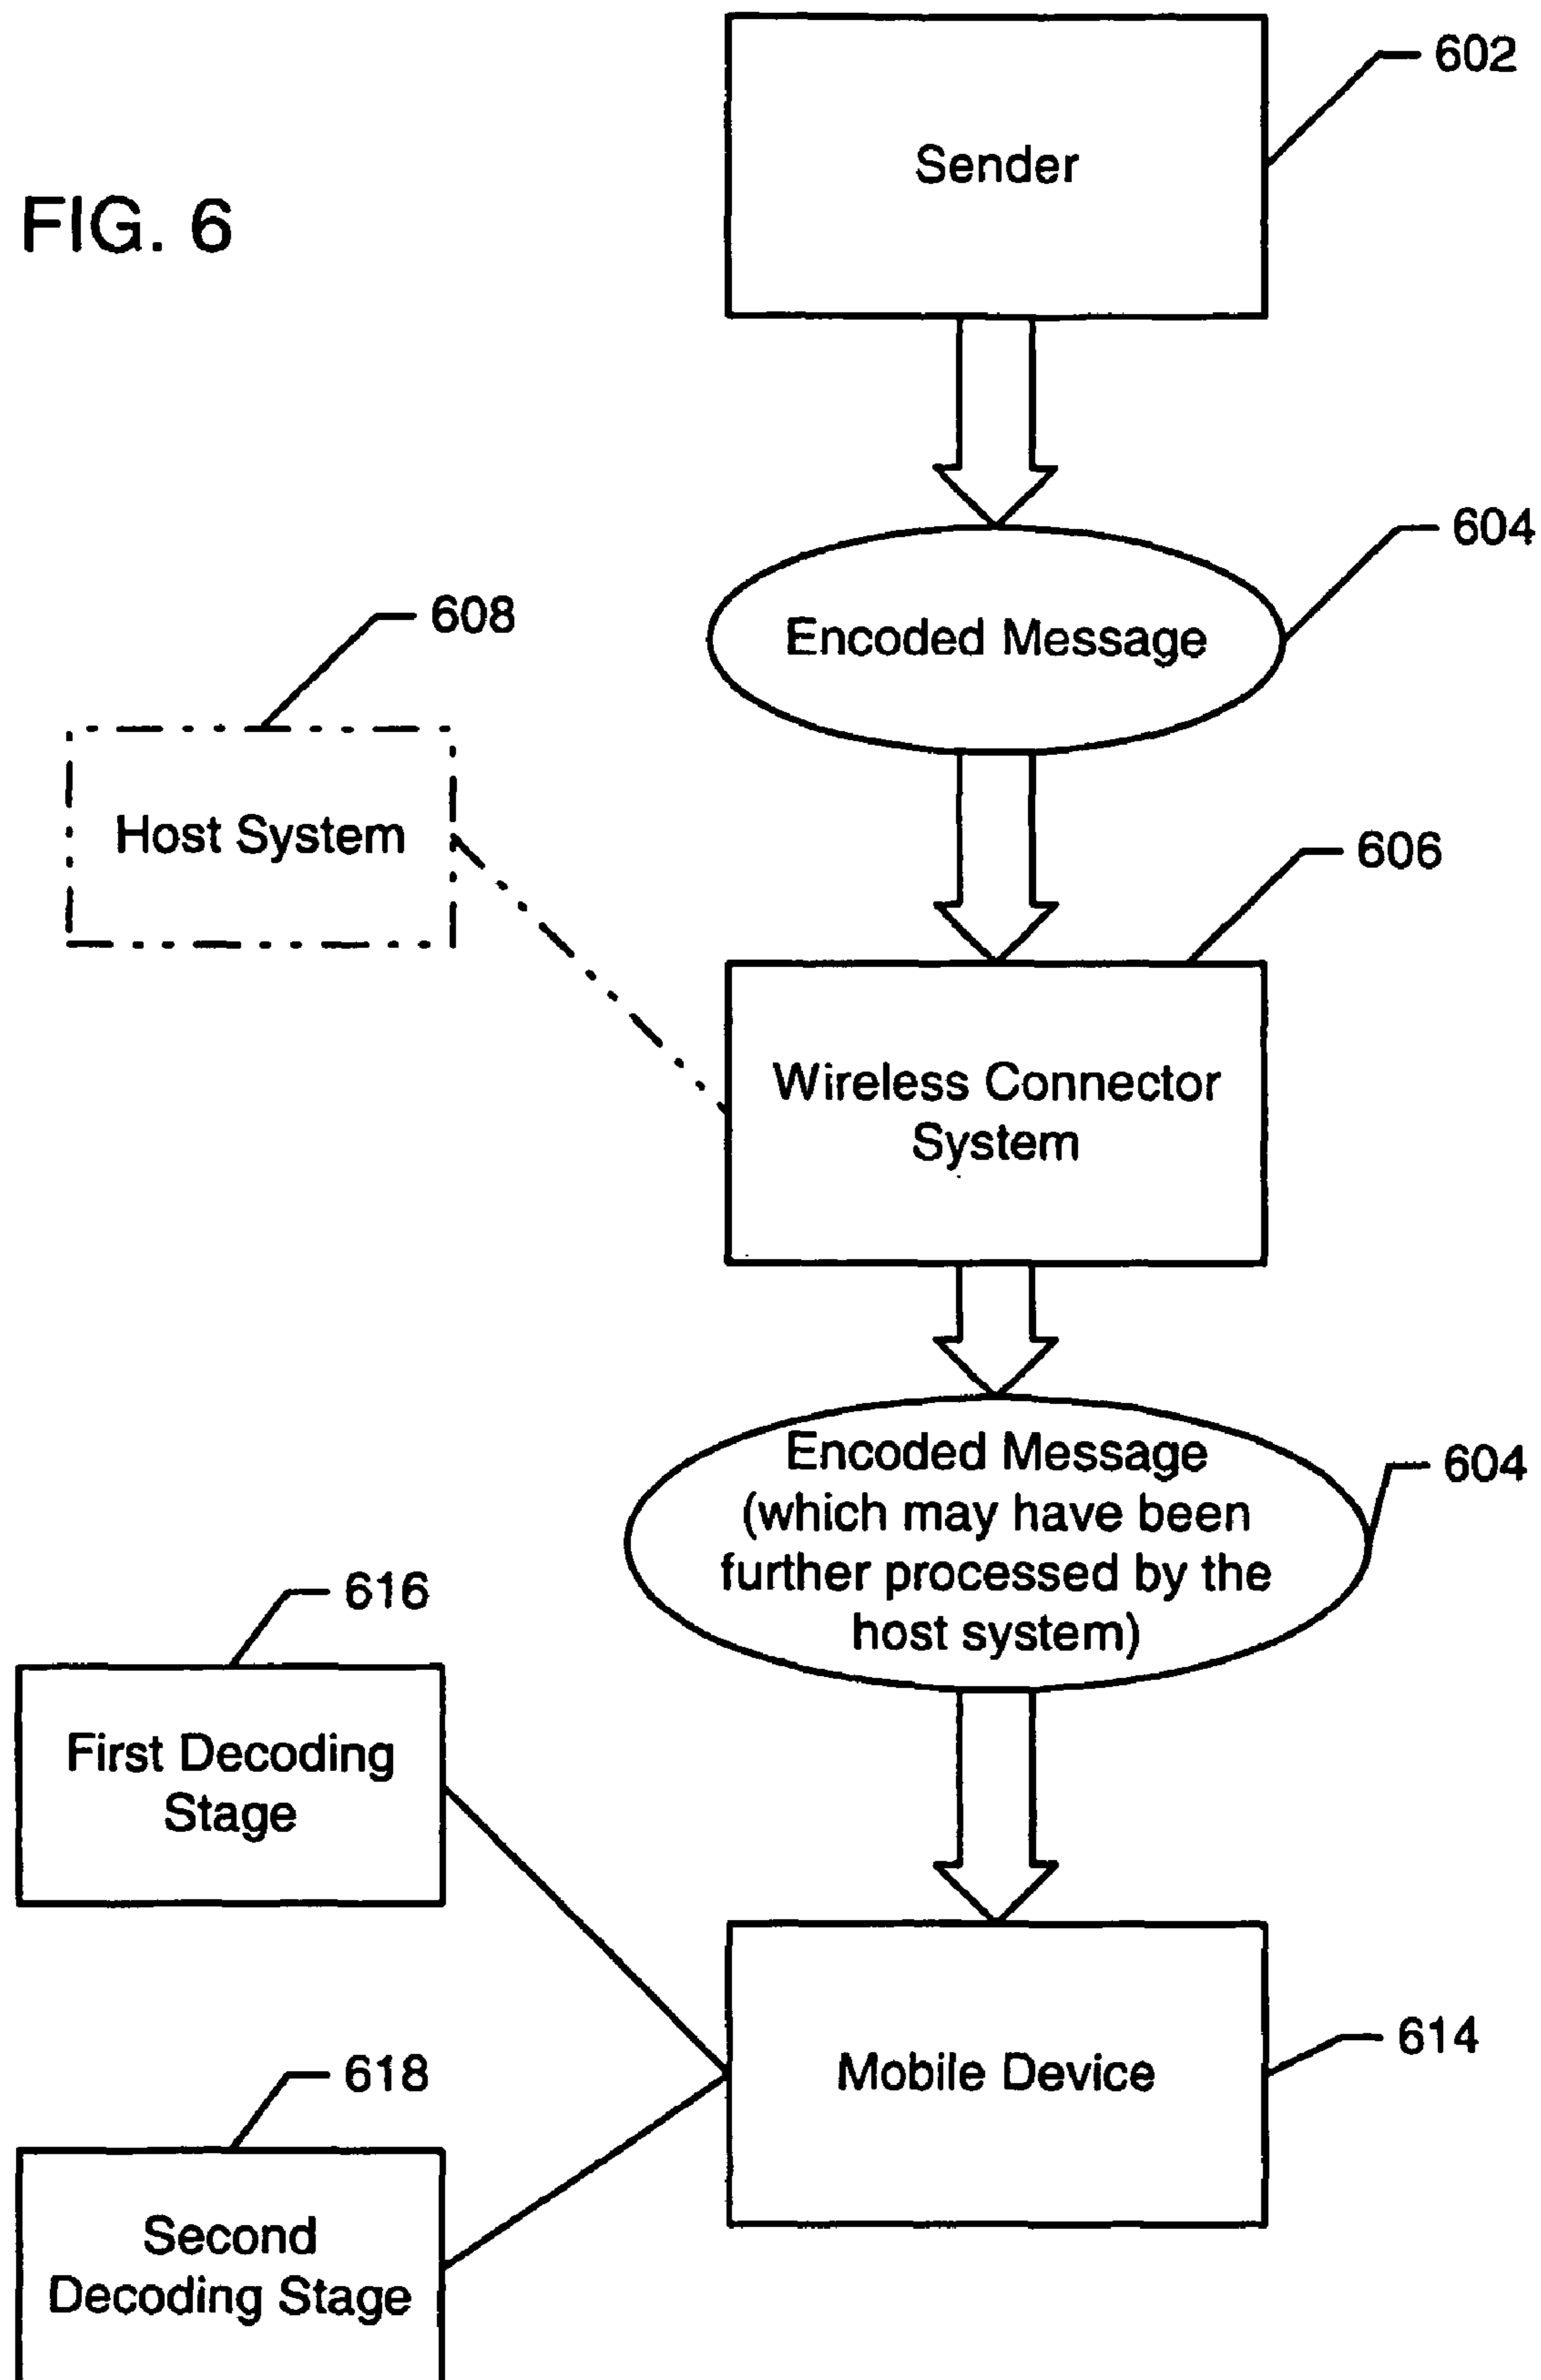 602
Sender
FIG. 6
604
Encoded Message
608
Host System
606
Wireless Connector
System
Encoded Message
(which may have been
further processed by the
host system)
604
616
First Decoding
Stage
614
Mobile Device
618
Second
Decoding Stage